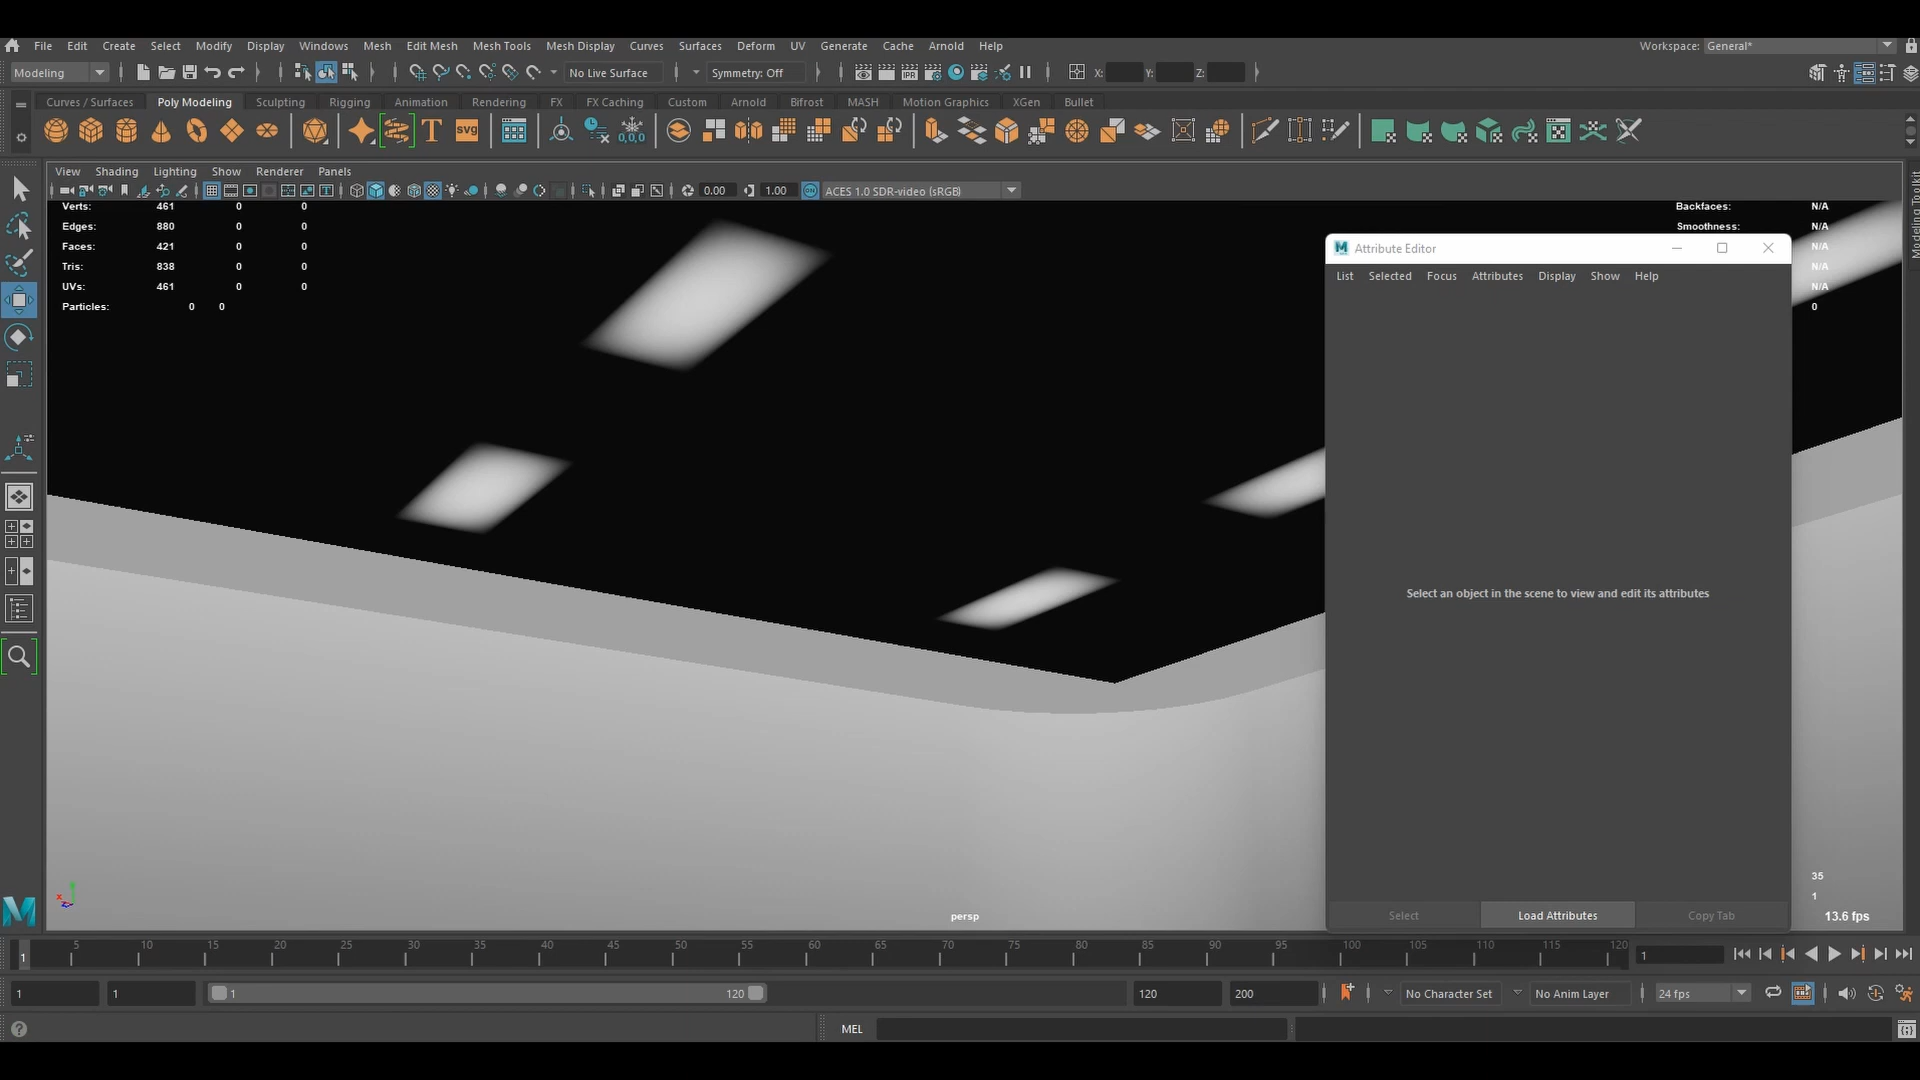 File Edit Create Select Modify Display Windows Mesh Edit Mesh Mesh Tools Mesh Display Curves Surfaces Deform UV Generate Cache Arnold Help
Workspace: General*
Modeling
No Live Surface
Symmetry: Off
X: Y: Z:
Curves / Surfaces Poly Modeling Sculpting Rigging Animation Rendering FX FX Caching Custom Arnold Bifrost MASH Motion Graphics XGen Bullet
T
svg
0,0,0
Modeling Toolkit
View Shading Lighting Show Renderer Panels
0.00
1.00
ACES 1.0 SDR-video (sRGB)
Verts: 461 0 0
Edges: 880 0 0
Faces: 421 0 0
Tris: 838 0 0
UVs: 461 0 0
Particles: 0 0
Backfaces: N/A
Smoothness: N/A
N/A
N/A
N/A
0
Attribute Editor
List Selected Focus Attributes Display Show Help
Select an object in the scene to view and edit its attributes
Select
Load Attributes
Copy Tab
35
1
13.6 fps
persp
1 5 10 15 20 25 30 35 40 45 50 55 60 65 70 75 80 85 90 95 100 105 110 115 120
1
1
1
1
120
120
200
No Character Set
No Anim Layer
24 fps
MEL